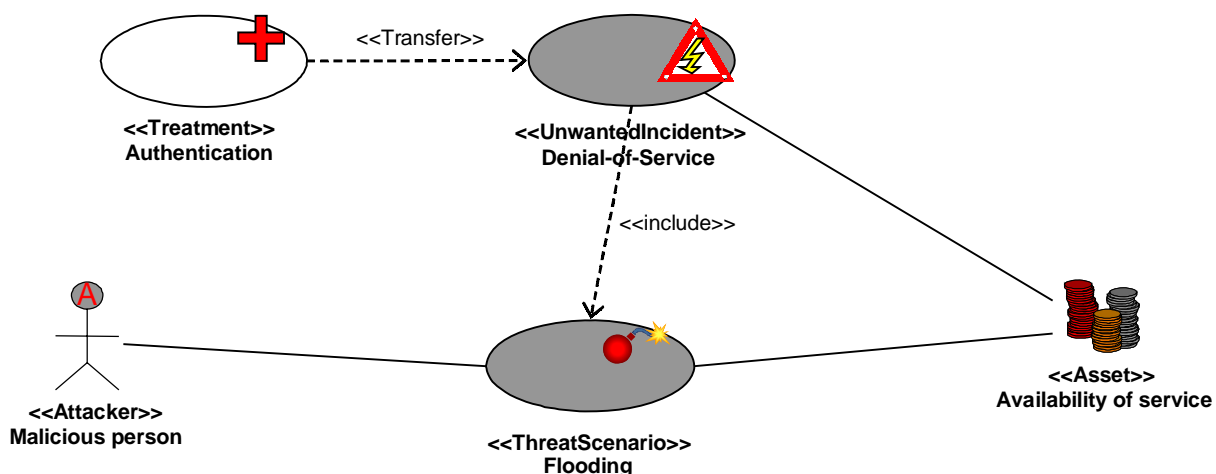 <<Transfer>>
<<Treatment>>
Authentication
<<UnwantedIncident>>
Denial-of-Service
<<include>>
A
<<Attacker>>
Malicious person
<<ThreatScenario>>
Flooding
<<Asset>>
Availability of service